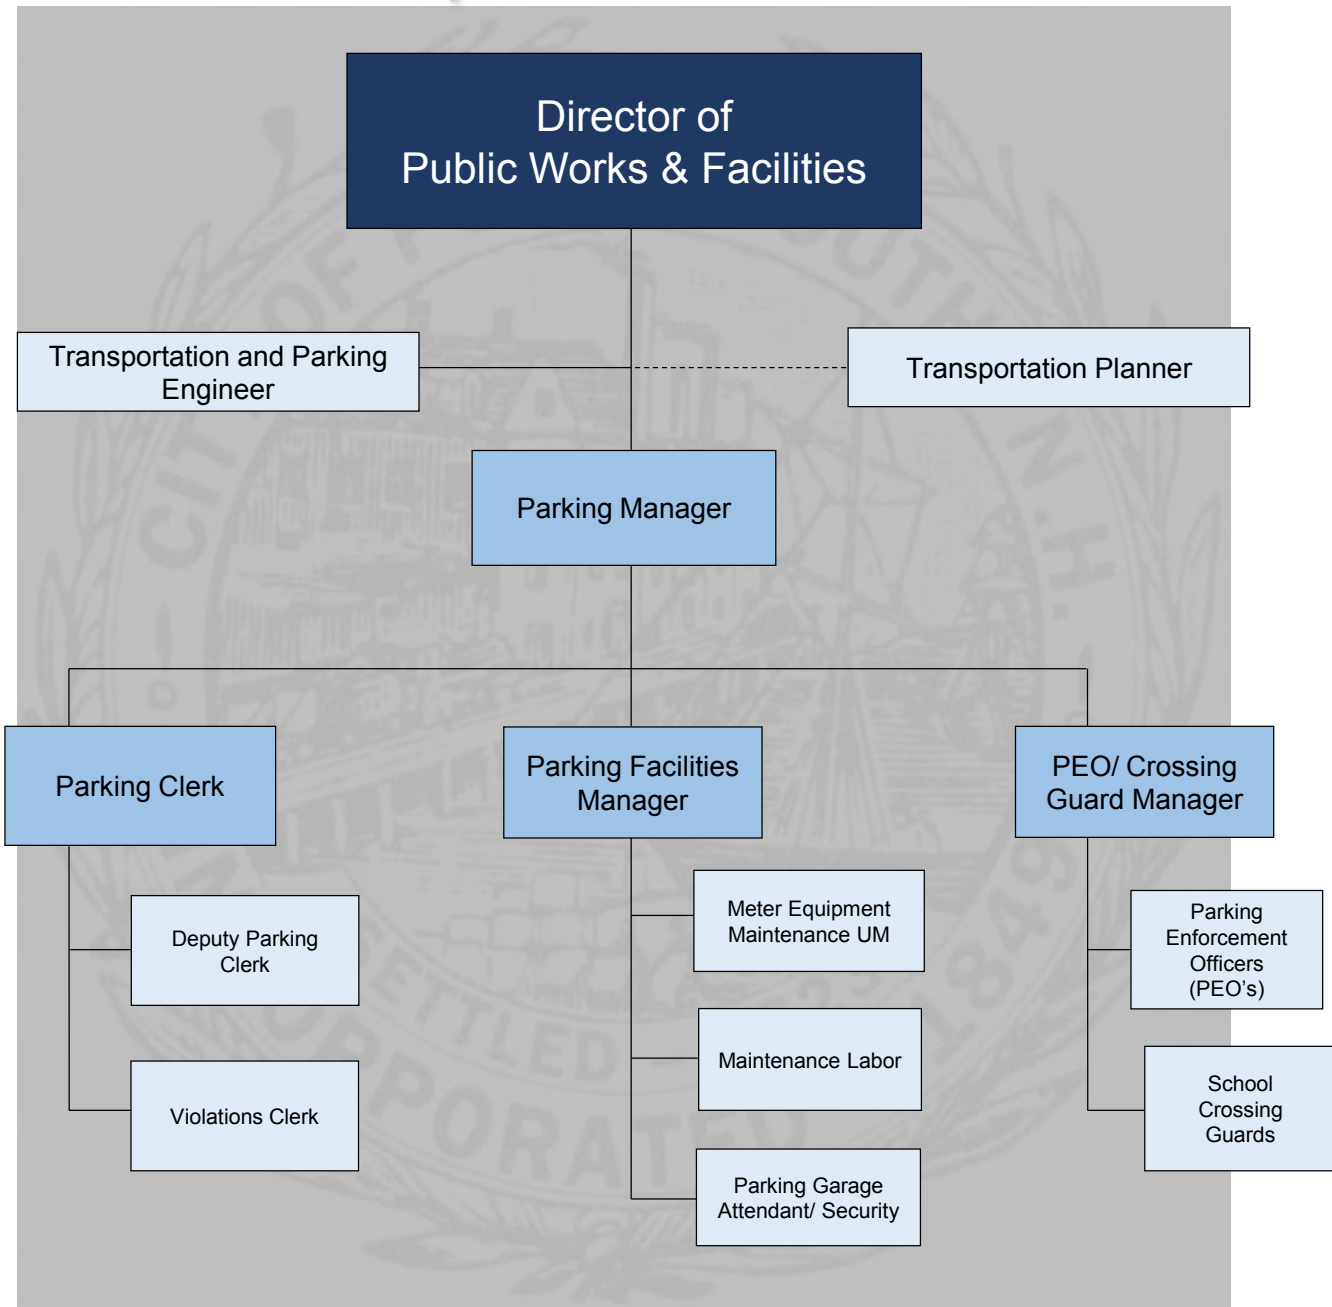 Director of
Public Works & Facilities
Transportation and Parking
Engineer
Transportation Planner
Parking Manager
Parking Clerk
Parking Facilities
Manager
PEO/ Crossing
Guard Manager
Deputy Parking
Clerk
Violations Clerk
Meter Equipment
Maintenance UM
Maintenance Labor
Parking Garage
Attendant/ Security
Parking
Enforcement
Officers
(PEO’s)
School
Crossing
Guards